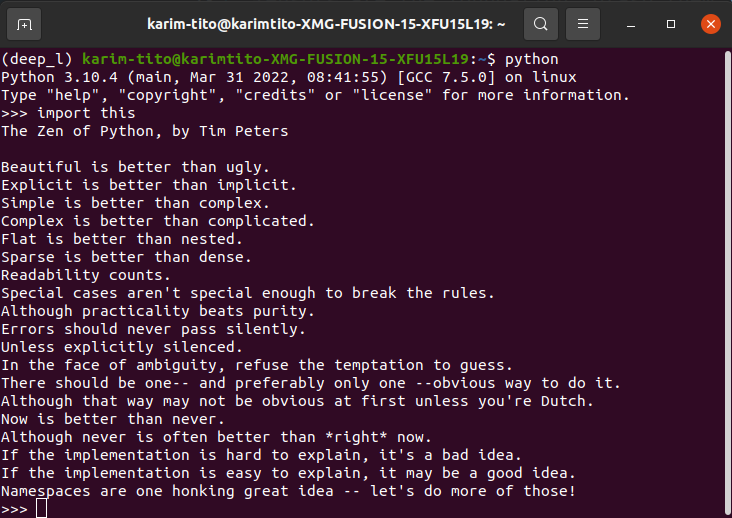 karim-tito@karimtito-XMG-FUSION-15-XFU15L19: ~
(deep_l) karim-tito@karimtito-XMG-FUSION-15-XFU15L19:~$ python
Python 3.10.4 (main, Mar 31 2022, 08:41:55) [GCC 7.5.0] on linux
Type "help", "copyright", "credits" or "license" for more information.
>>> import this
The Zen of Python, by Tim Peters

Beautiful is better than ugly.
Explicit is better than implicit.
Simple is better than complex.
Complex is better than complicated.
Flat is better than nested.
Sparse is better than dense.
Readability counts.
Special cases aren't special enough to break the rules.
Although practicality beats purity.
Errors should never pass silently.
Unless explicitly silenced.
In the face of ambiguity, refuse the temptation to guess.
There should be one-- and preferably only one --obvious way to do it.
Although that way may not be obvious at first unless you're Dutch.
Now is better than never.
Although never is often better than *right* now.
If the implementation is hard to explain, it's a bad idea.
If the implementation is easy to explain, it may be a good idea.
Namespaces are one honking great idea -- let's do more of those!
>>>